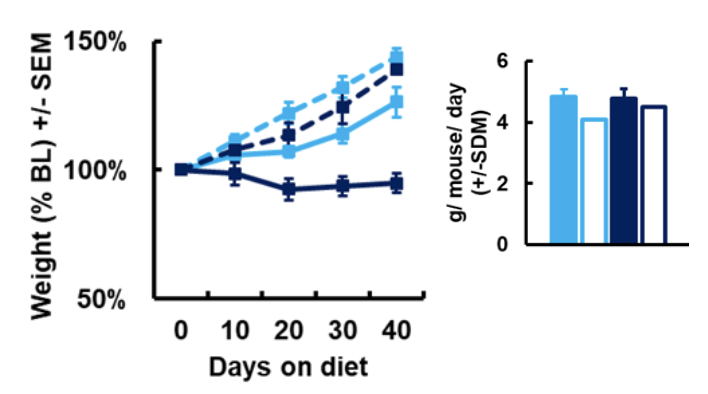 Weight (% BL) +/- SEM
150%
100%
50%
0 10 20 30 40
Days on diet
g/ mouse/ day
(+/-SDM)
6
4
2
0